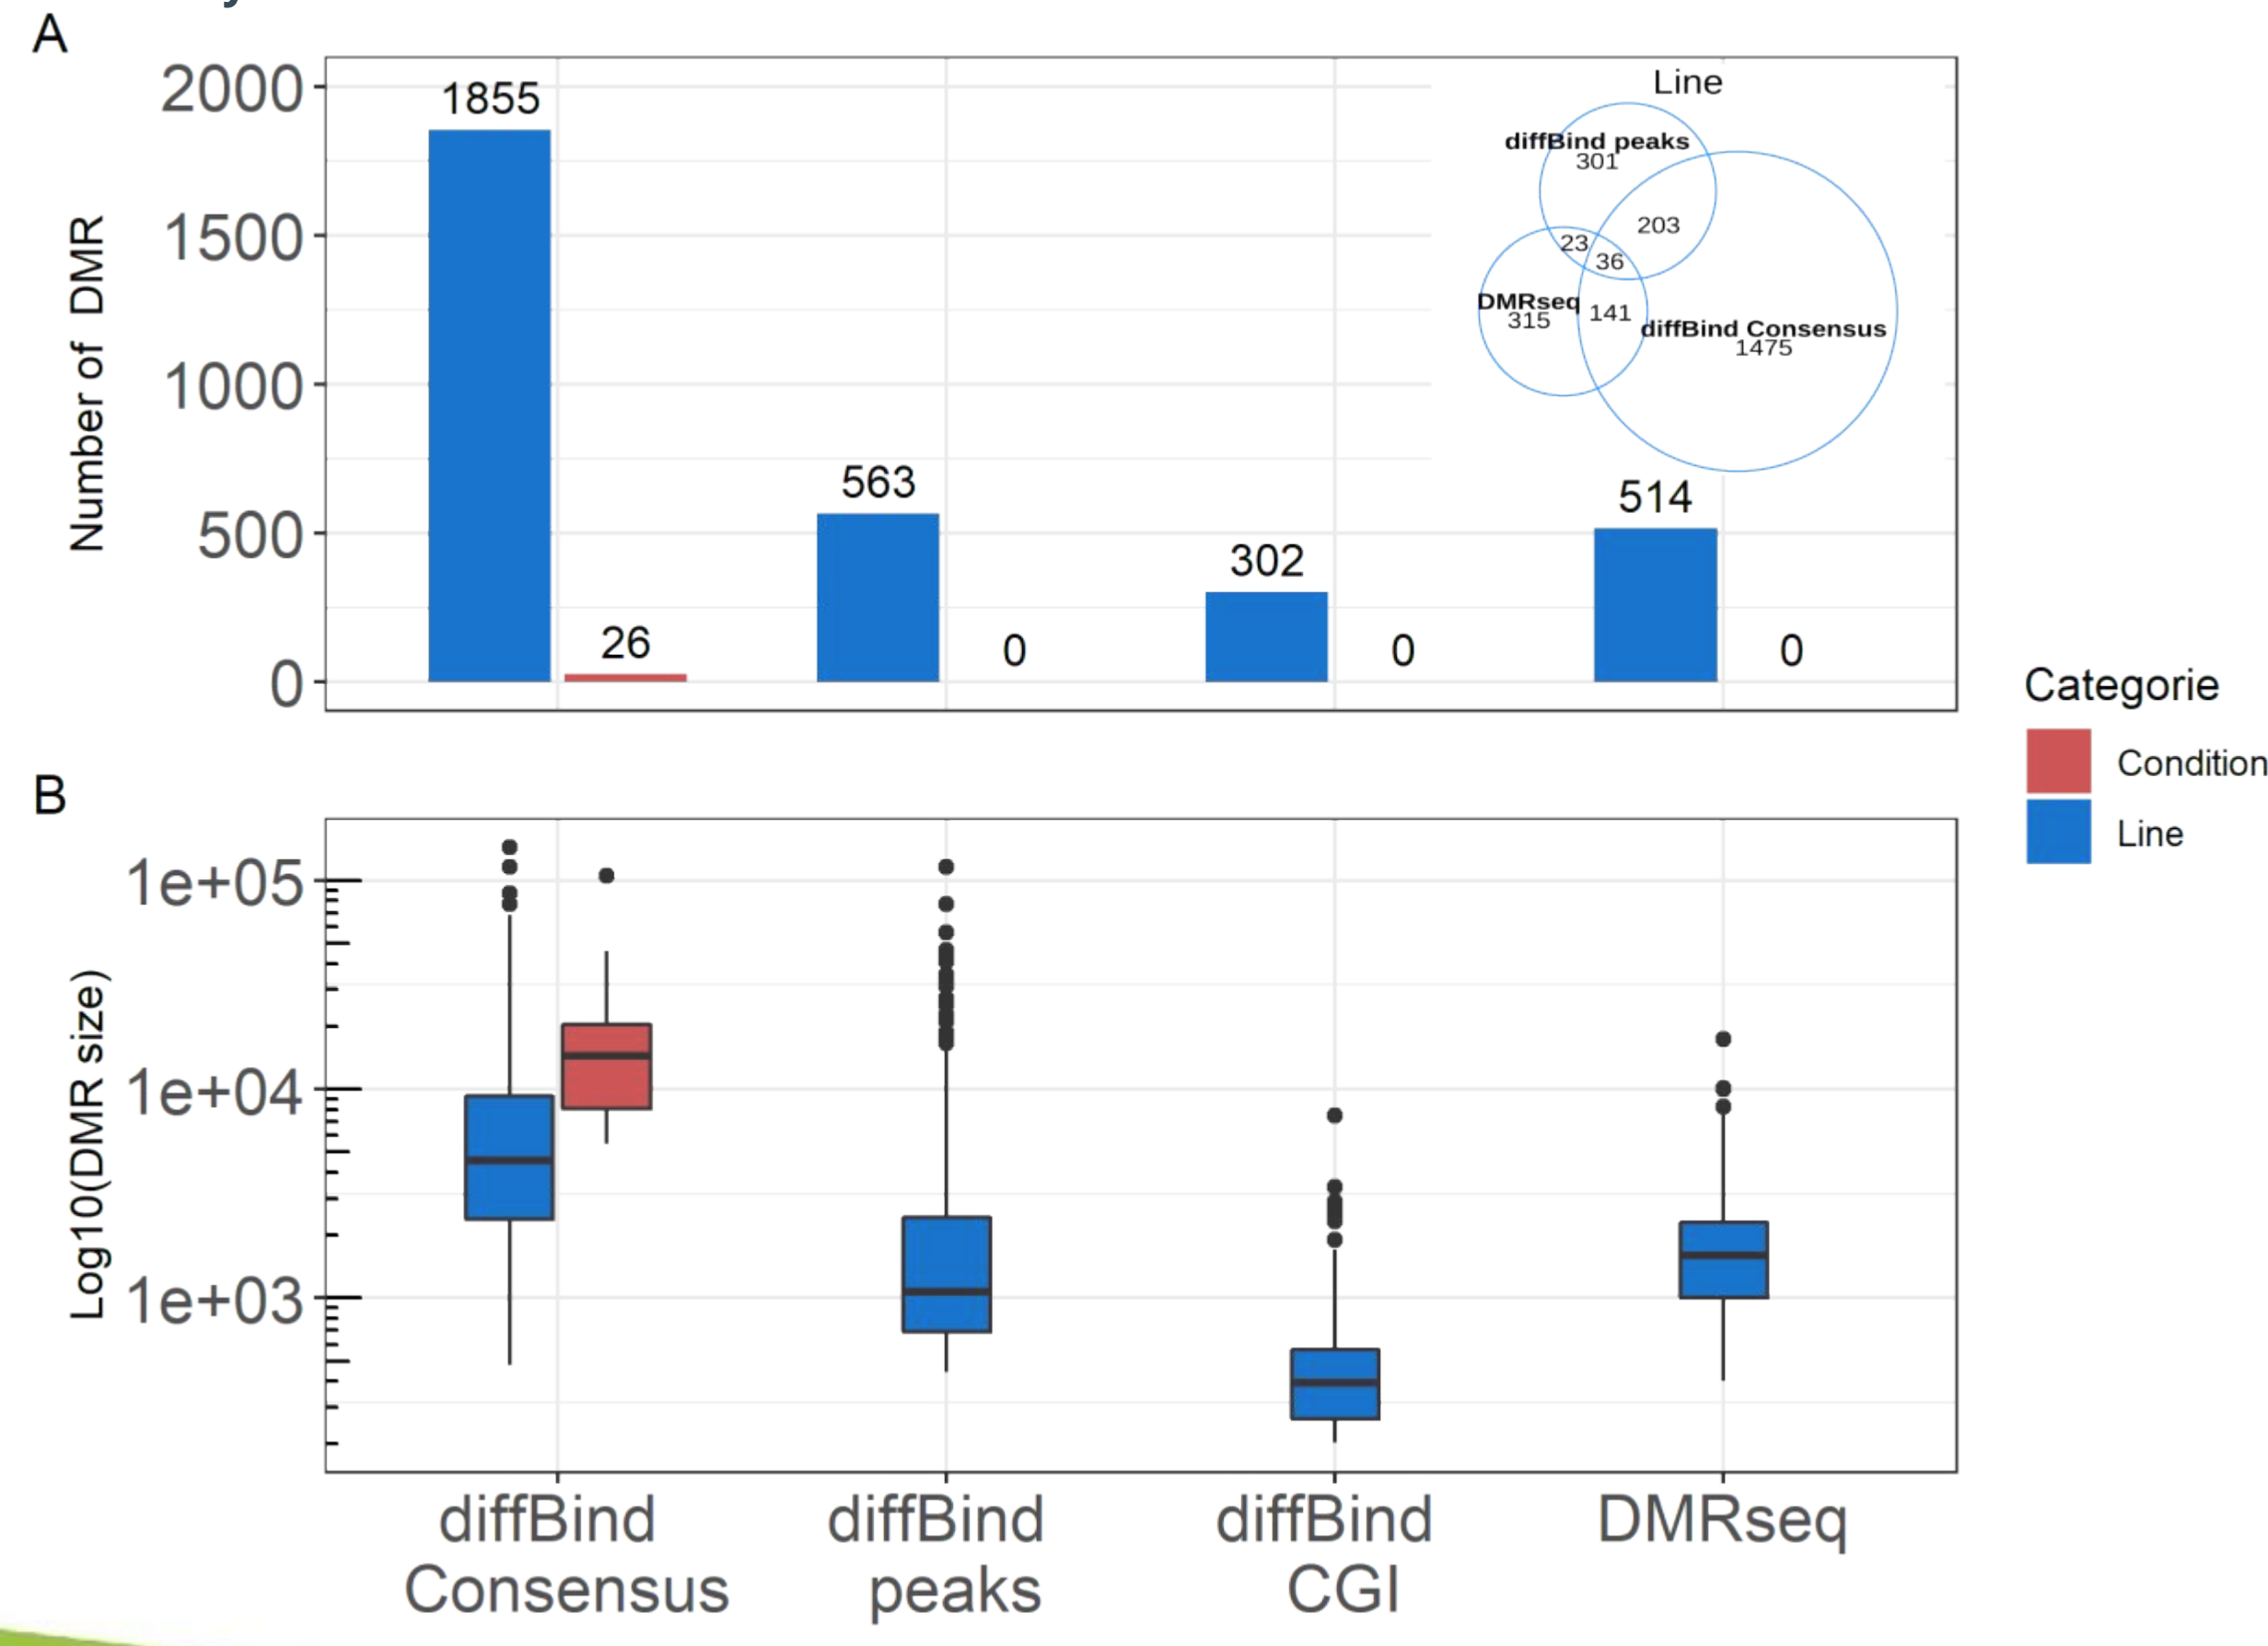 A
2000
1500
1000
500
0
Number of DMR
1855
26
563
0
302
0
514
0
Line
diffBind peaks
301
203
23
36
DMRseq
315
141
diffBind Consensus
1475
Categorie
Condition
Line
B
1e+05
1e+04
1e+03
Log10(DMR size)
diffBind
Consensus
diffBind
peaks
diffBind
CGI
DMRseq